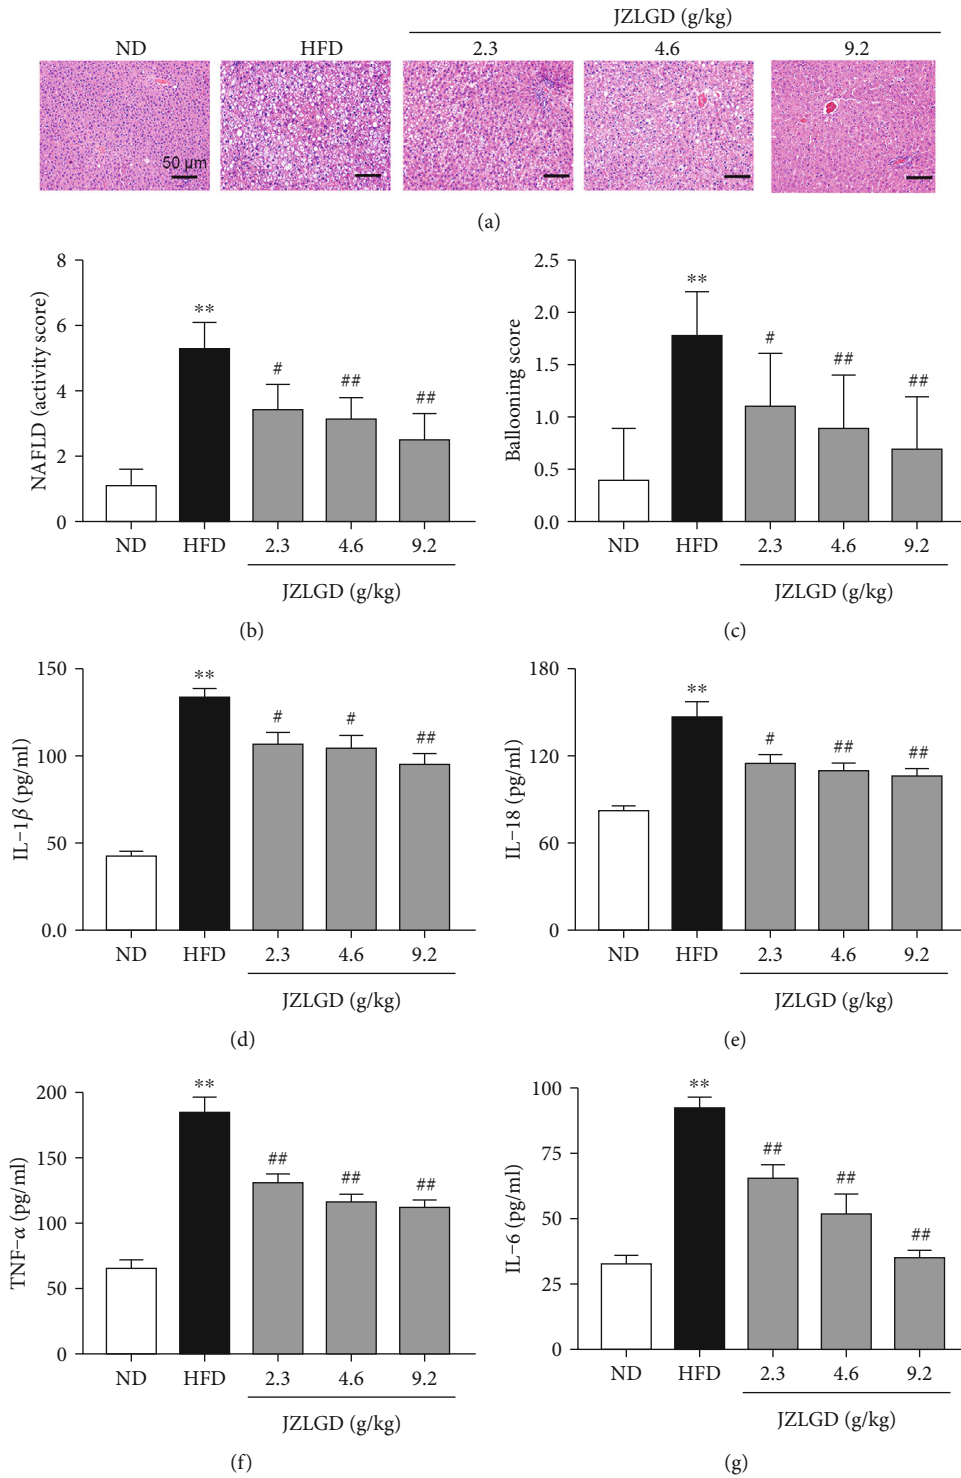 JZLGD (g/kg)
ND HFD 2.3 4.6 9.2
50 μm
(a)
NAFLD (activity score)
8
6
4
2
0
**
#
##
##
ND HFD 2.3 4.6 9.2
JZLGD (g/kg)
(b)
Ballooning score
2.5
2.0
1.5
1.0
0.5
0.0
**
#
##
##
ND HFD 2.3 4.6 9.2
JZLGD (g/kg)
(c)
IL−1β (pg/ml)
150
100
50
0.0
**
#
#
##
ND HFD 2.3 4.6 9.2
JZLGD (g/kg)
(d)
IL−18 (pg/ml)
180
120
60
0
**
#
##
##
ND HFD 2.3 4.6 9.2
JZLGD (g/kg)
(e)
TNF−α (pg/ml)
200
150
100
50
0
**
##
##
##
ND HFD 2.3 4.6 9.2
JZLGD (g/kg)
(f)
IL−6 (pg/ml)
100
75
50
25
0
**
##
##
##
ND HFD 2.3 4.6 9.2
JZLGD (g/kg)
(g)